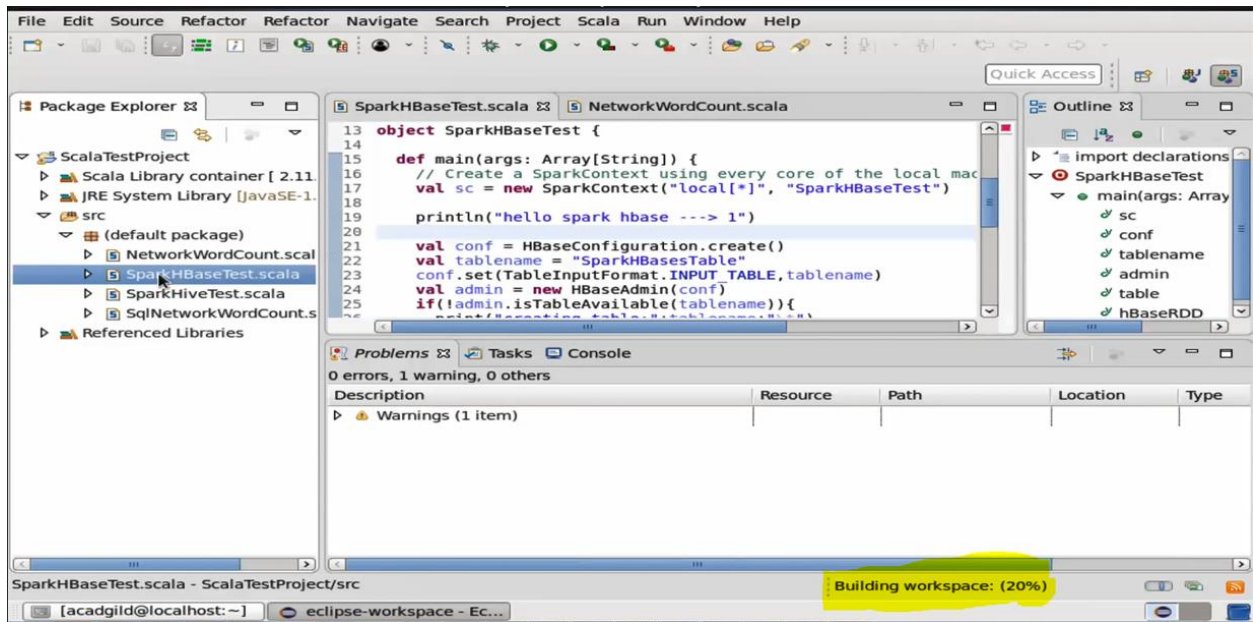 File Edit Source Refactor Refactor Navigate Search Project Scala Run Window Help
Quick Access
Package Explorer
ScalaTestProject
Scala Library container [ 2.11.
JRE System Library [JavaSE-1.
src
(default package)
NetworkWordCount.scal
SparkHBaseTest.scala
SparkHiveTest.scala
SqlNetworkWordCount.s
Referenced Libraries
SparkHBaseTest.scala NetworkWordCount.scala
13 object SparkHBaseTest {
14
15 def main(args: Array[String]) {
16 // Create a SparkContext using every core of the local mac
17 val sc = new SparkContext("local[*]", "SparkHBaseTest")
18
19 println("hello spark hbase ---> 1")
20
21 val conf = HBaseConfiguration.create()
22 val tablename = "SparkHBasesTable"
23 conf.set(TableInputFormat.INPUT_TABLE,tablename)
24 val admin = new HBaseAdmin(conf)
25 if(!admin.isTableAvailable(tablename)){
Outline
import declarations
SparkHBaseTest
main(args: Array
sc
conf
tablename
admin
table
hBaseRDD
Problems Tasks Console
0 errors, 1 warning, 0 others
Description Resource Path Location Type
Warnings (1 item)
SparkHBaseTest.scala - ScalaTestProject/src
Building workspace: (20%)
[acadgild@localhost:~] eclipse-workspace - Ec...